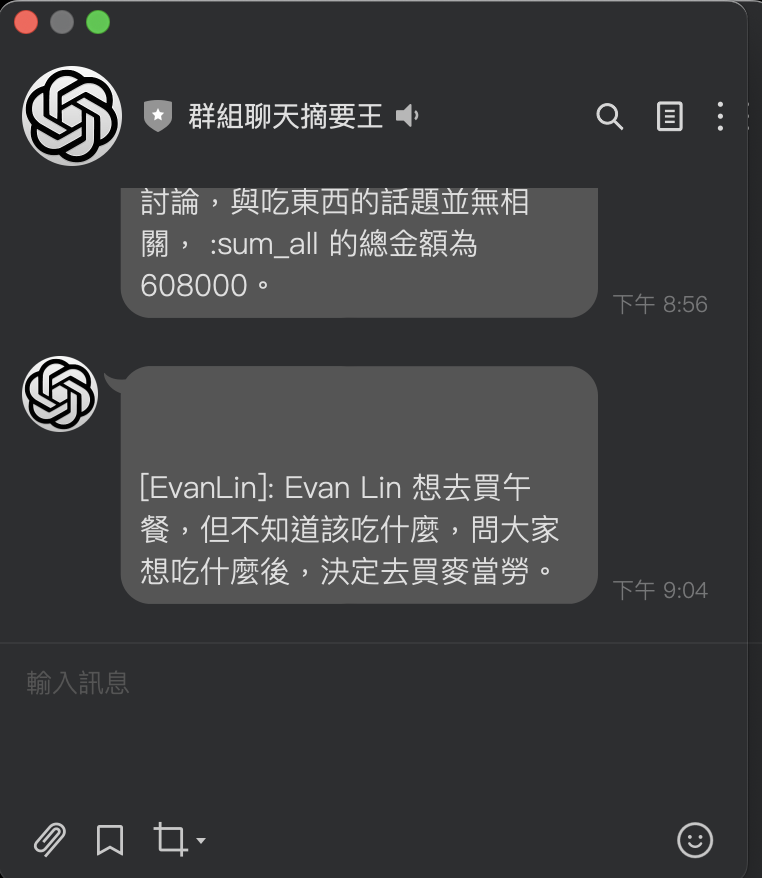 群組聊天摘要王
討論，與吃東西的話題並無相
關， :sum_all 的總金額為
608000。
下午 8:56
[EvanLin]: Evan Lin 想去買午
餐，但不知道該吃什麼，問大家
想吃什麼後，決定去買麥當勞。
下午 9:04
輸入訊息